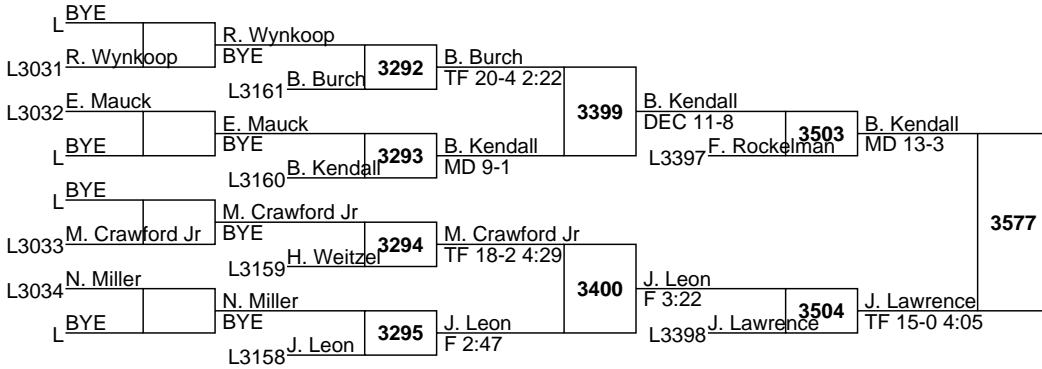 L BYE
L3031 R. Wynkoop
R. Wynkoop
BYE
L3161 B. Burch
3292
B. Burch
TF 20-4 2:22
L3032 E. Mauck
L BYE
E. Mauck
BYE
L3160 B. Kendall
3293
B. Kendall
MD 9-1
3399
B. Kendall
DEC 11-8
L3397 F. Rockelman
3503
B. Kendall
MD 13-3
L BYE
L3033 M. Crawford Jr
M. Crawford Jr
BYE
L3159 H. Weitzel
3294
M. Crawford Jr
TF 18-2 4:29
L3034 N. Miller
L BYE
N. Miller
BYE
L3158 J. Leon
3295
J. Leon
F 2:47
3400
J. Leon
F 3:22
L3398 J. Lawrence
3504
J. Lawrence
TF 15-0 4:05
3577